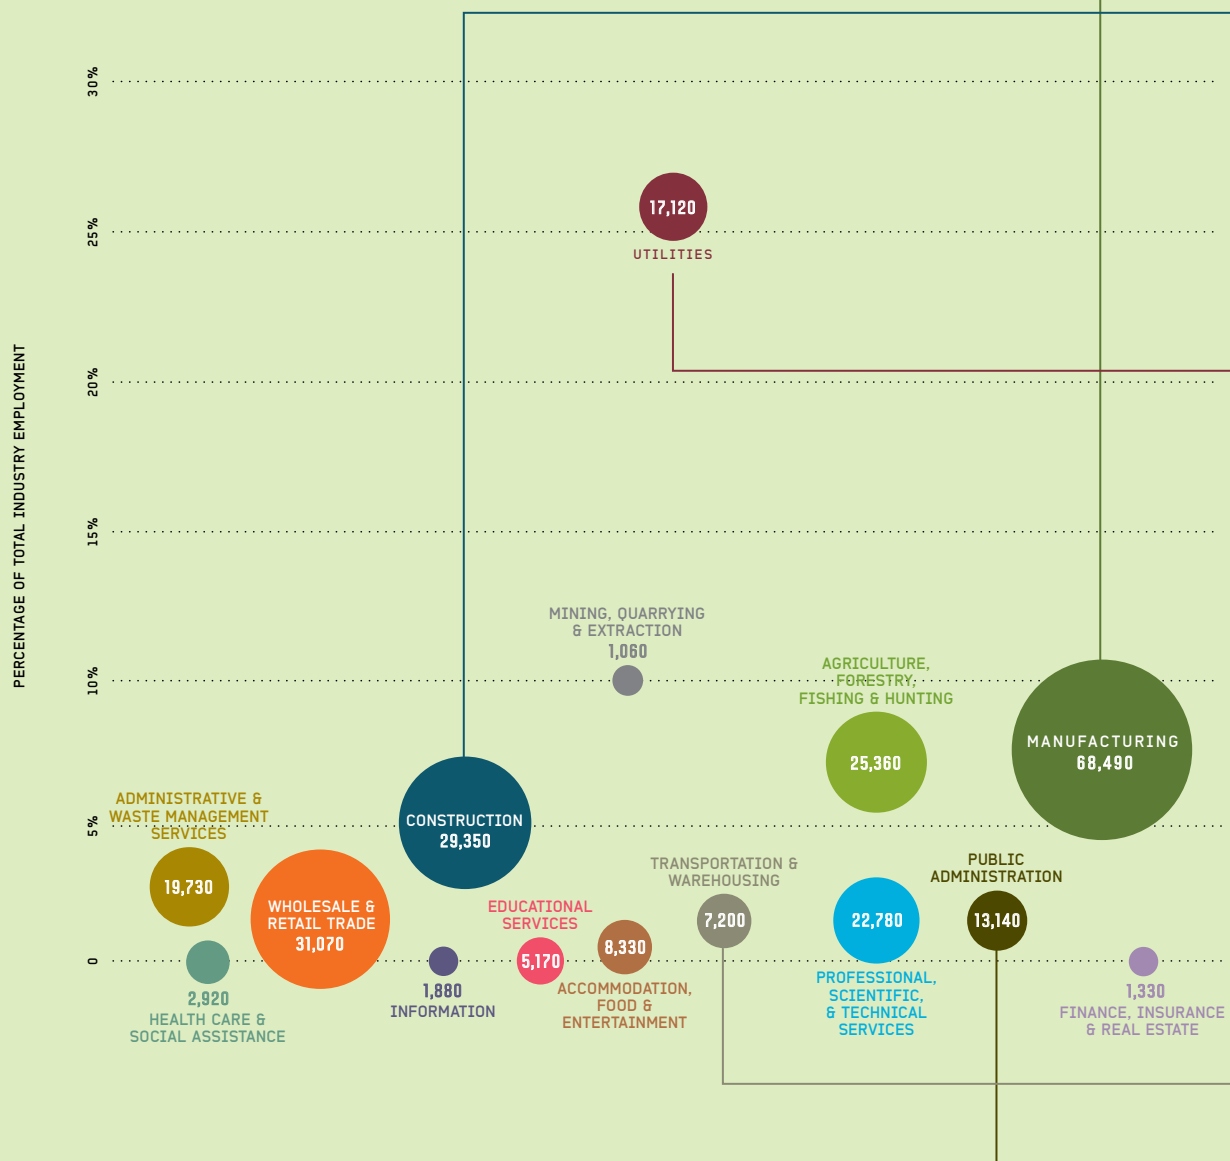 PERCENTAGE OF TOTAL INDUSTRY EMPLOYMENT
30%
25%
20%
15%
10%
5%
0
17,120
UTILITIES
MINING, QUARRYING
& EXTRACTION
1,060
AGRICULTURE,
FORESTRY,
FISHING & HUNTING
25,360
MANUFACTURING
68,490
ADMINISTRATIVE &
WASTE MANAGEMENT
SERVICES
19,730
CONSTRUCTION
29,350
WHOLESALE &
RETAIL TRADE
31,070
2,920
HEALTH CARE &
SOCIAL ASSISTANCE
1,880
INFORMATION
EDUCATIONAL
SERVICES
5,170
8,330
ACCOMMODATION,
FOOD &
ENTERTAINMENT
TRANSPORTATION &
WAREHOUSING
7,200
22,780
PROFESSIONAL,
SCIENTIFIC,
& TECHNICAL
SERVICES
PUBLIC
ADMINISTRATION
13,140
1,330
FINANCE, INSURANCE
& REAL ESTATE